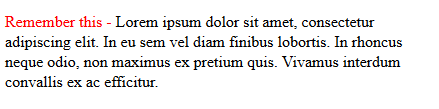 Remember this - Lorem ipsum dolor sit amet, consectetur
adipiscing elit. In eu sem vel diam finibus lobortis. In rhoncus
neque odio, non maximus ex pretium quis. Vivamus interdum
convallis ex ac efficitur.